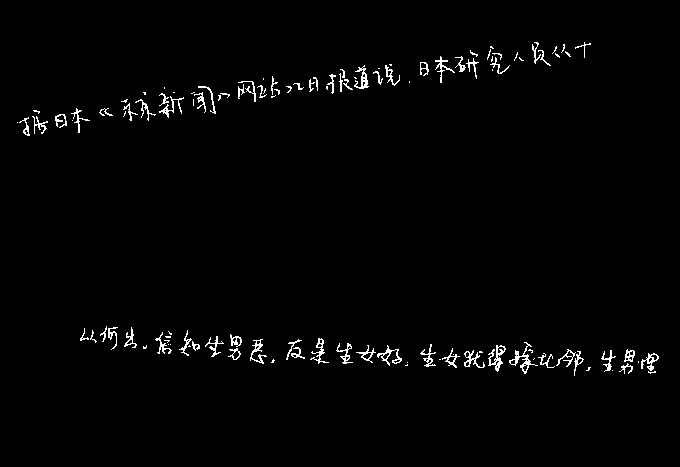 据日本《东京新闻》网站22日报道说，日本研究人员从十
从何出。信知生男恶，反是生女好，生女犹得嫁比邻，生男埋